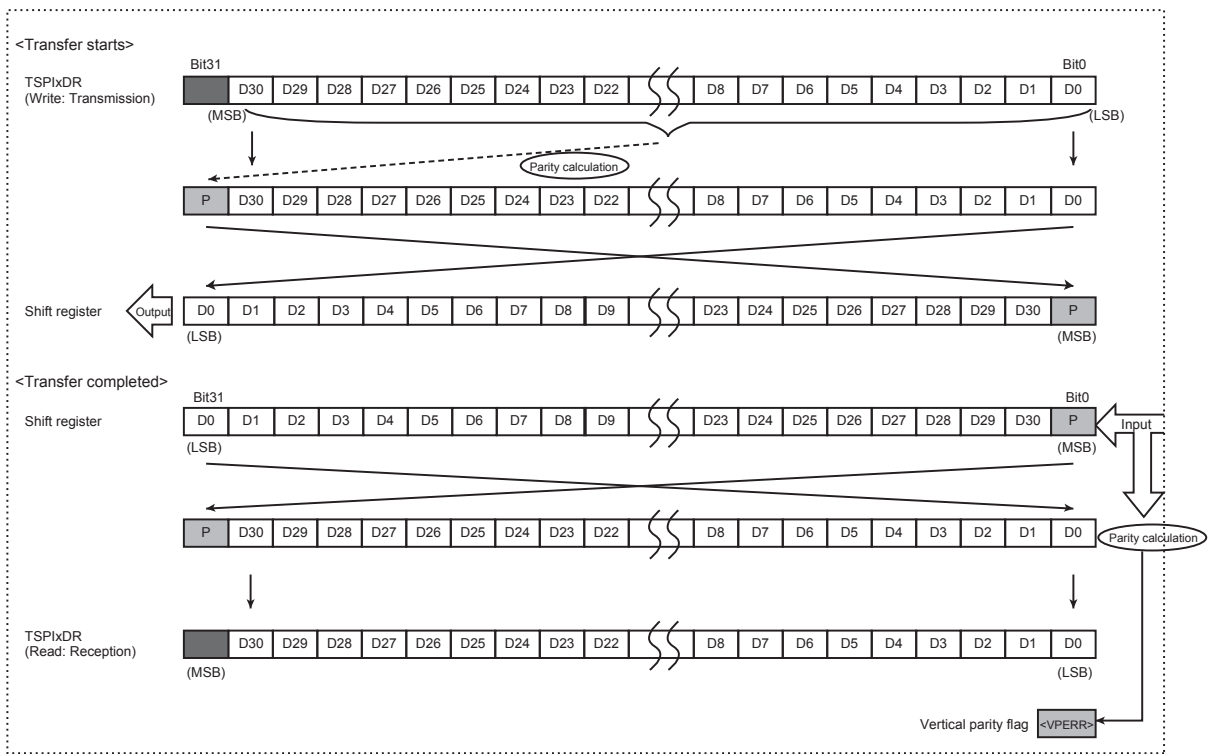 <Transfer starts>
Bit31 Bit0
TSPIxDR
(Write: Transmission)
D30 D29 D28 D27 D26 D25 D24 D23 D22 D8 D7 D6 D5 D4 D3 D2 D1 D0
(MSB) (LSB)
Parity calculation
P D30 D29 D28 D27 D26 D25 D24 D23 D22 D8 D7 D6 D5 D4 D3 D2 D1 D0
Shift register Output D0 D1 D2 D3 D4 D5 D6 D7 D8 D9 D23 D24 D25 D26 D27 D28 D29 D30 P
(LSB) (MSB)
<Transfer completed>
Bit31 Bit0
Shift register D0 D1 D2 D3 D4 D5 D6 D7 D8 D9 D23 D24 D25 D26 D27 D28 D29 D30 P Input
(LSB) (MSB)
P D30 D29 D28 D27 D26 D25 D24 D23 D22 D8 D7 D6 D5 D4 D3 D2 D1 D0 Parity calculation
TSPIxDR
(Read: Reception)
D30 D29 D28 D27 D26 D25 D24 D23 D22 D8 D7 D6 D5 D4 D3 D2 D1 D0
(MSB) (LSB)
Vertical parity flag <VPERR>